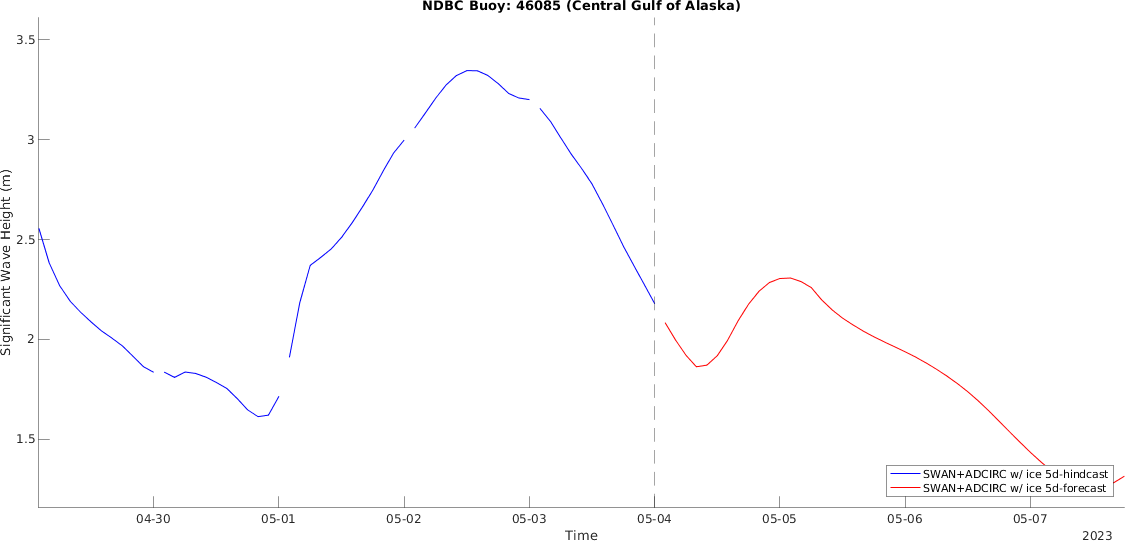 NDBC Buoy: 46085 (Central Gulf of Alaska)
Significant Wave Height (m)
3.5
3
2.5
2
1.5
SWAN+ADCIRC w/ ice 5d-hindcast
SWAN+ADCIRC w/ ice 5d-forecast
04-30 05-01 05-02 05-03 05-04 05-05 05-06 05-07
Time
2023